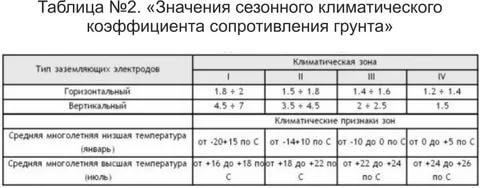 Таблица №2. «Значения сезонного климатического
коэффициента сопротивления грунта»
Тип заземляющих электродов
Климатическая зона
I II III IV
Горизонтальный 1.8 ÷ 2 1.5 ÷ 1.8 1.4 ÷ 1.6 1.2 ÷ 1.4
Вертикальный 4.5 ÷ 7 3.5 ÷ 4.5 2 ÷ 2.5 1.5
Климатические признаки зон
Средняя многолетняя низшая температура
(январь)
от -20+15 по С от -14+10 по С от -10 до 0 по С от 0 до +5 по С
Средняя многолетняя высшая температура
(июль)
от +16 до +18 по
С
от +18 до +22 по
С
от +22 до +24
по С
от +24 до +26
по С